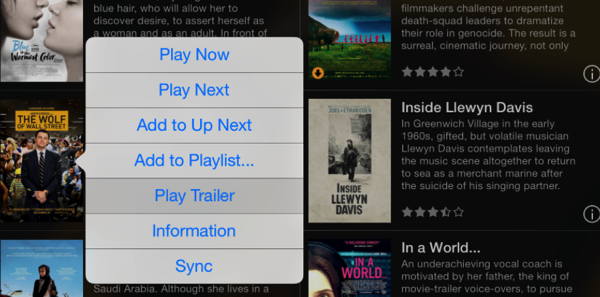 blue hair, who will allow her to
discover desire, to assert herself as
a woman and as an adult. In front of
Blue
is the
Warmest Color
THE WOLF
OF WALL STREET
Play Now
Play Next
Add to Up Next
Add to Playlist...
Play Trailer
Information
Sync
Saudi Arabia. Although she lives in a
filmmakers challenge unrepentant
death-squad leaders to dramatize
their role in genocide. The result is a
surreal, cinematic journey, not only
INSIDE
LLEWYN DAVIS
Inside Llewyn Davis
In Greenwich Village in the early
1960s, gifted, but volatile musician
Llewyn Davis contemplates leaving
the music scene altogether to return
to sea as a merchant marine after
the suicide of his singing partner.
IN A
WORLD
In a World...
An underachieving vocal coach is
motivated by her father, the king of
movie-trailer voice-overs, to pursue